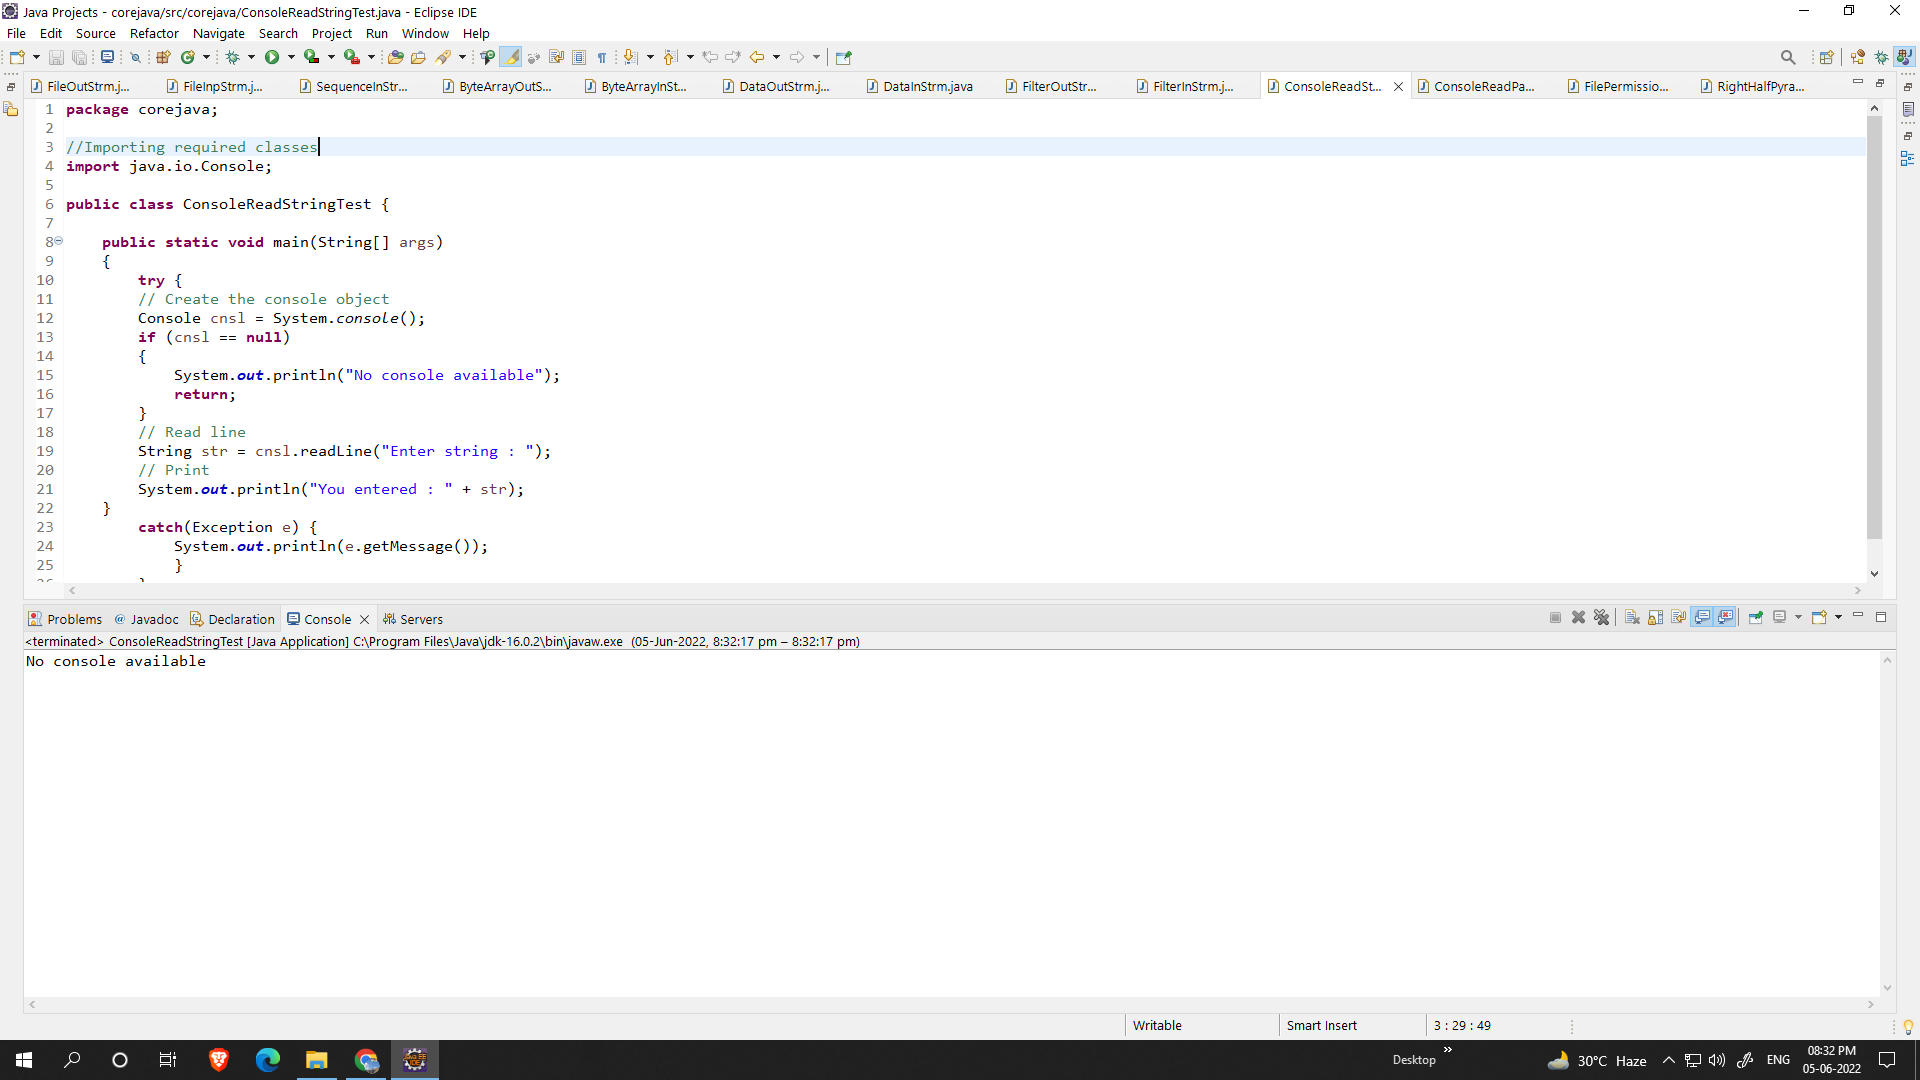 Java Projects - corejava/src/corejava/ConsoleReadStringTest.java - Eclipse IDE
File Edit Source Refactor Navigate Search Project Run Window Help
FileOutStrm.j... FileInpStrm.j... SequenceInStr... ByteArrayOutS... ByteArrayInSt... DataOutStrm.j... DataInStrm.java FilterOutStr... FilterInStrm.j... ConsoleReadSt... ConsoleReadPa... FilePermissio... RightHalfPyra...
1 package corejava;
2
3 //Importing required classes
4 import java.io.Console;
5
6 public class ConsoleReadStringTest {
7
8 public static void main(String[] args)
9 {
10 try {
11 // Create the console object
12 Console cnsl = System.console();
13 if (cnsl == null)
14 {
15 System.out.println("No console available");
16 return;
17 }
18 // Read line
19 String str = cnsl.readLine("Enter string : ");
20 // Print
21 System.out.println("You entered : " + str);
22 }
23 catch(Exception e) {
24 System.out.println(e.getMessage());
25 }
Problems Javadoc Declaration Console Servers
<terminated> ConsoleReadStringTest [Java Application] C:\Program Files\Java\jdk-16.0.2\bin\javaw.exe (05-Jun-2022, 8:32:17 pm – 8:32:17 pm)
No console available
Writable Smart Insert 3 : 29 : 49
Desktop 30°C Haze ENG 08:32 PM
05-06-2022